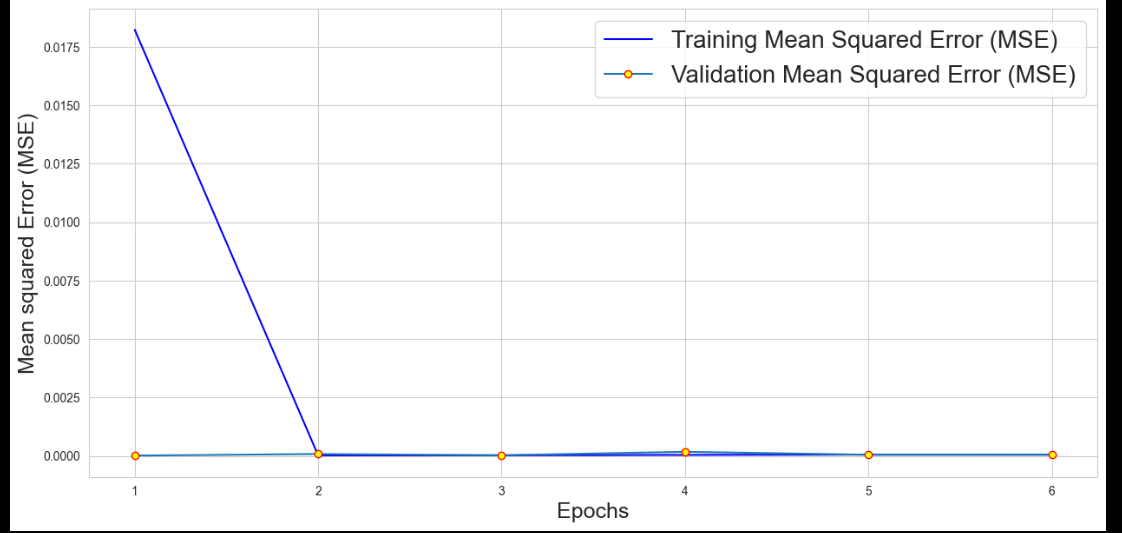 Training Mean Squared Error (MSE)
Validation Mean Squared Error (MSE)
Mean squared Error (MSE)
0.0175
0.0150
0.0125
0.0100
0.0075
0.0050
0.0025
0.0000
1 2 3 4 5 6
Epochs